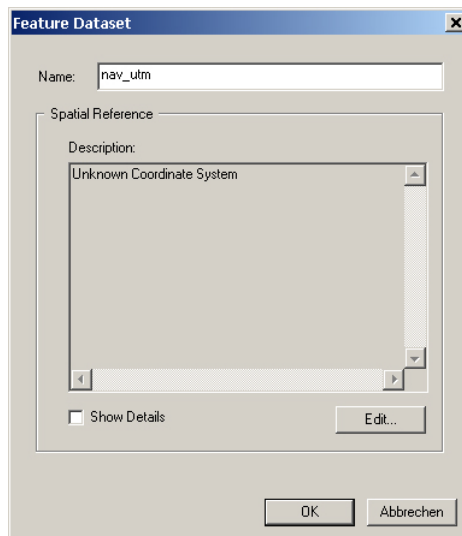 Feature Dataset
Name: nav_utm
Spatial Reference
Description:
Unknown Coordinate System
Show Details
Edit...
OK Abbrechen